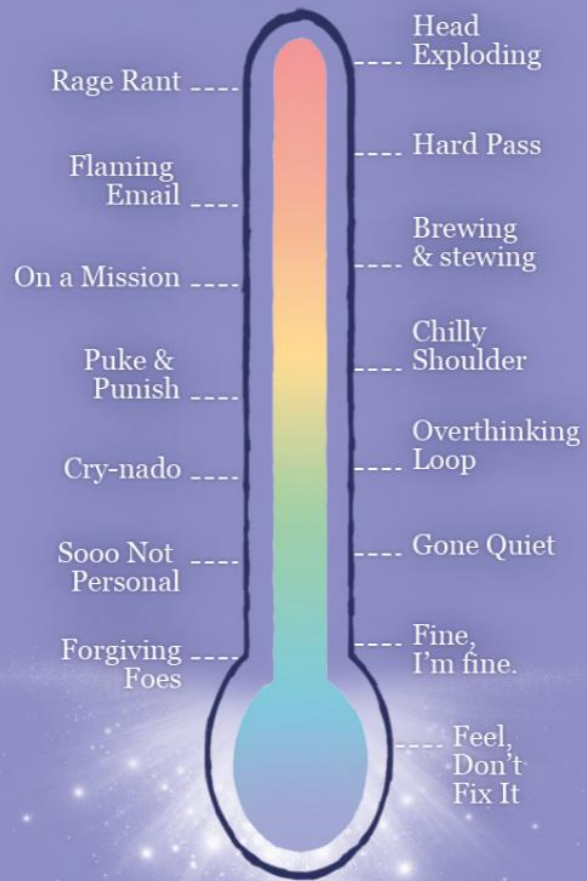 Head
Exploding
Rage Rant
Hard Pass
Flaming
Email
Brewing
& stewing
On a Mission
Chilly
Shoulder
Puke &
Punish
Overthinking
Loop
Cry-nado
Gone Quiet
Sooo Not
Personal
Fine,
I'm fine.
Forgiving
Foes
Feel,
Don't
Fix It